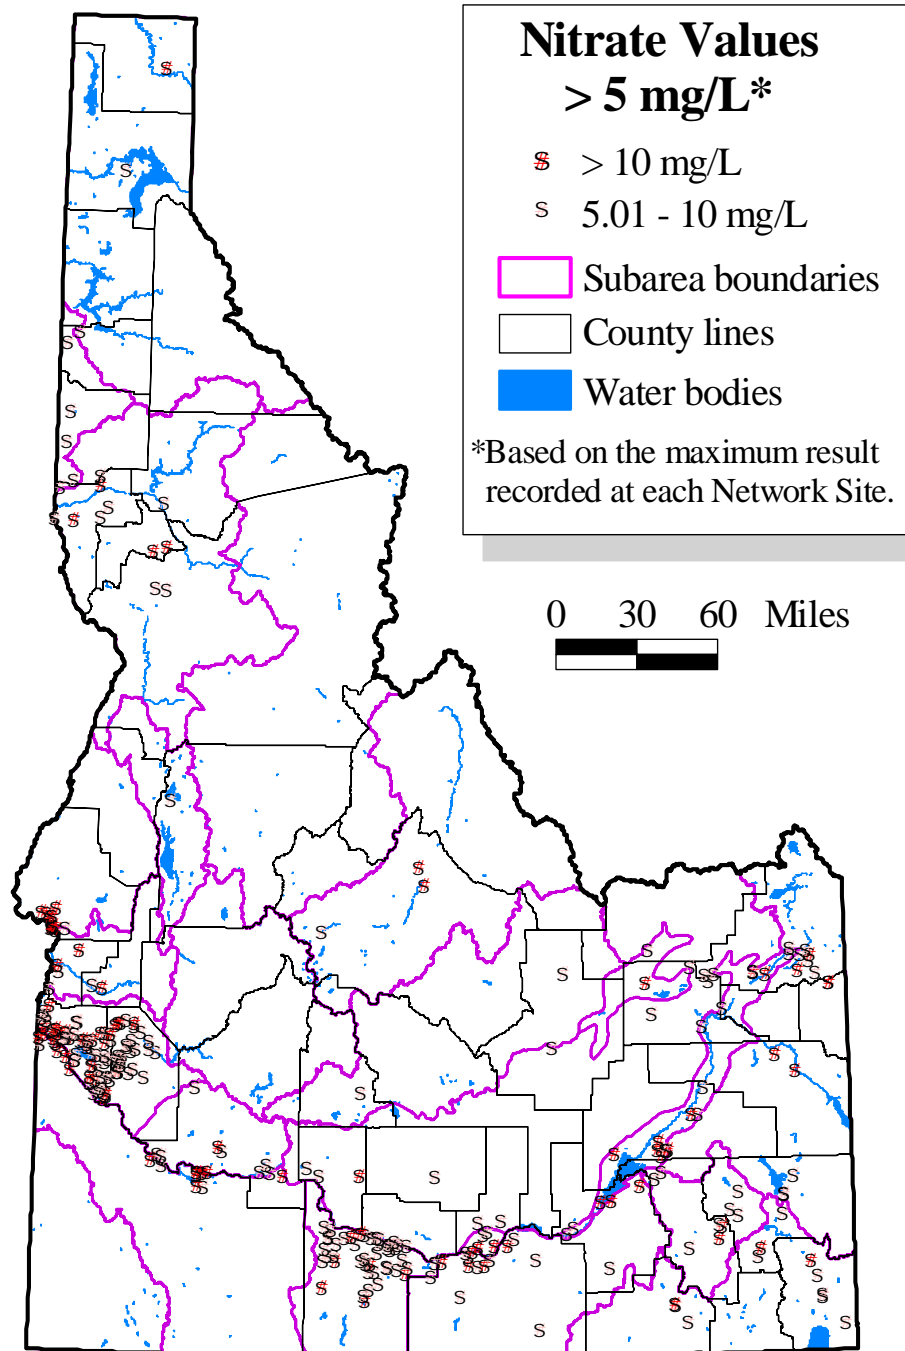 Nitrate Values
> 5 mg/L*
$ > 10 mg/L
S 5.01 - 10 mg/L
Subarea boundaries
County lines
Water bodies
*Based on the maximum result
recorded at each Network Site.
0 30 60 Miles